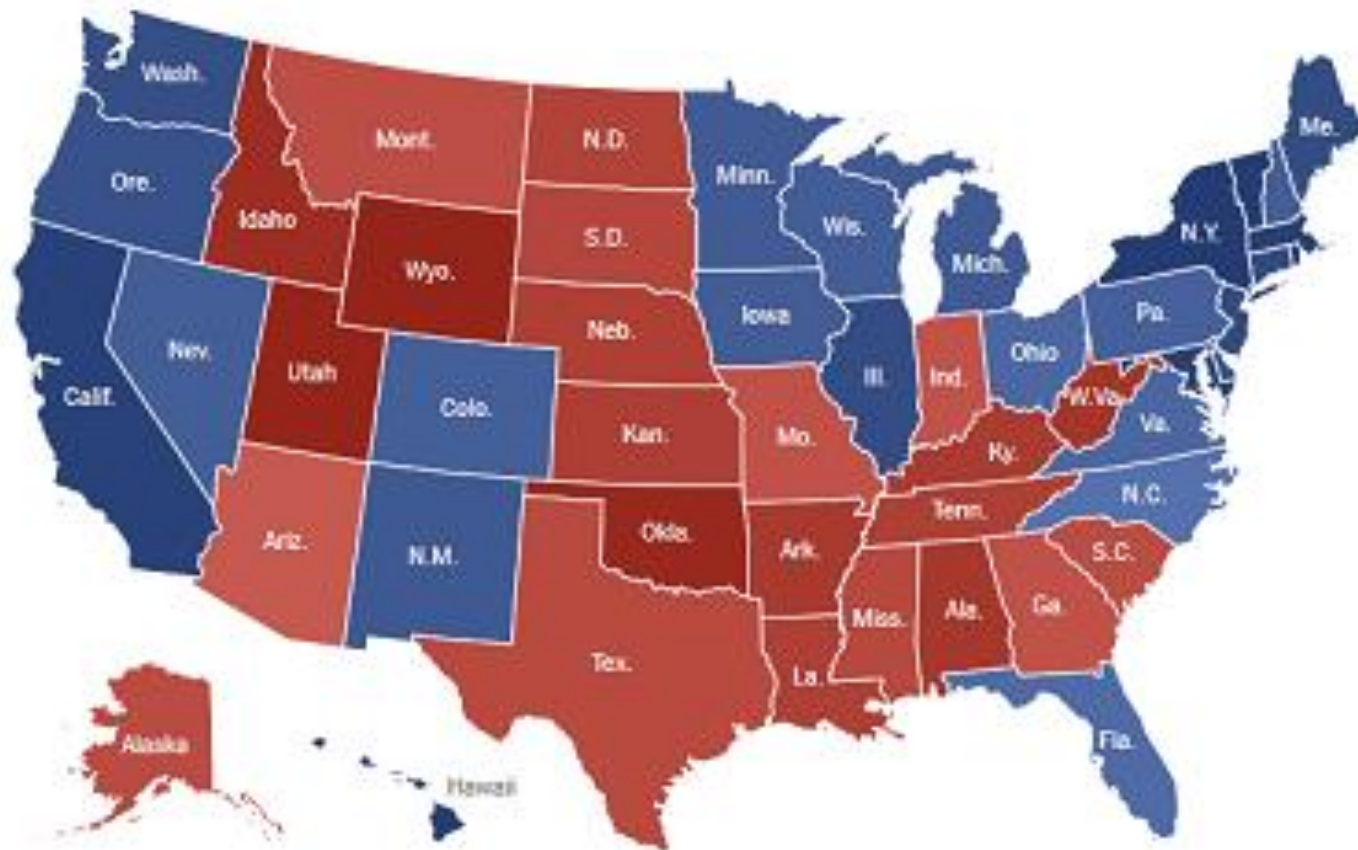 Wash.
Me.
Mont.
N.D.
Minn.
Ore.
Idaho
S.D.
Wis.
N.Y.
Mich.
Wyo.
Iowa
Pa.
Neb.
Nev.
Ohio
Utah
Ill.
Ind.
Calif.
Colo.
W.Va.
Kan.
Mo.
Va.
Ky.
N.C.
Tenn.
Okla.
Ariz.
N.M.
Ark.
S.C.
Miss.
Ala.
Ga.
Tex.
La.
Fla.
Alaska
Hawaii